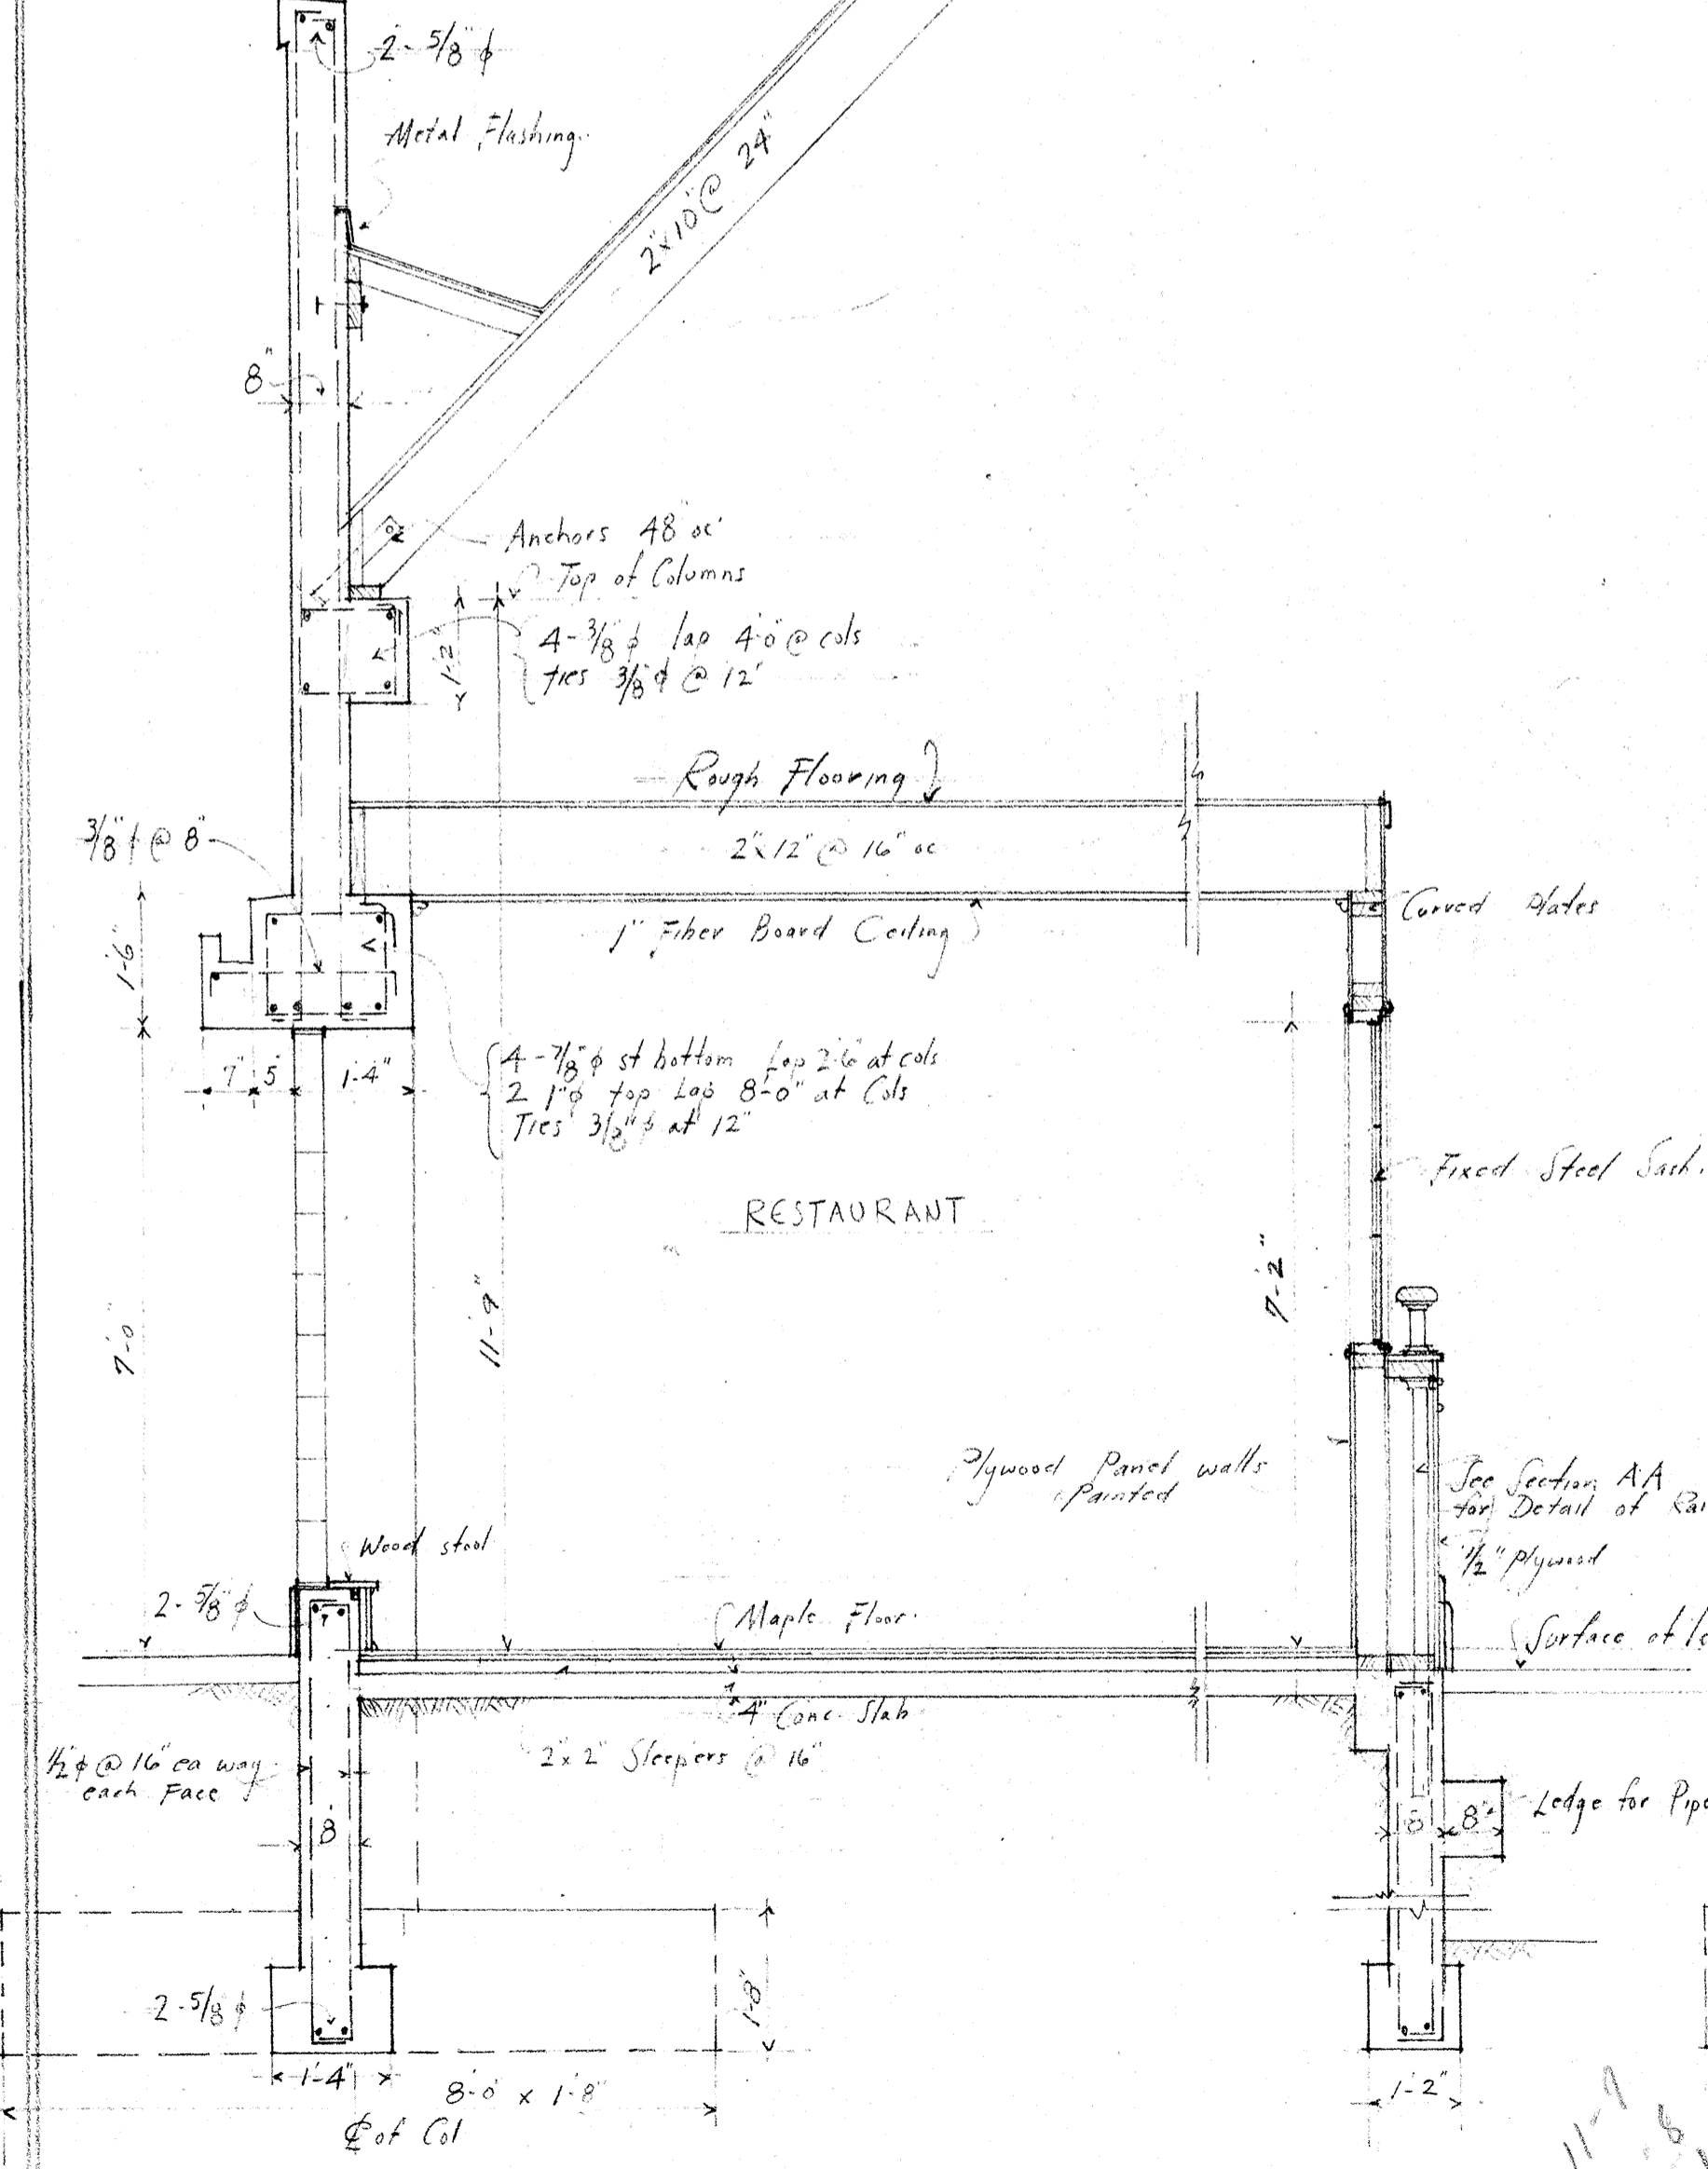 2-5/8" ϕ
Metal Flashing.
2"x10" @ 24"
8"
Anchors 48" oc
Top of Columns
4-3/8" ϕ lap 4'-0" @ cols
ties 3/8" ϕ @ 12"
1'-2"
Rough Flooring
3/8" ϕ @ 8"
2"x12" @ 16" oc
Curved Plates
1" Fiber Board Ceiling
1'-6"
7" 5 1'-4"
4-7/8" ϕ st bottom Lap 2'-6" at cols
2 1" ϕ top Lap 8'-0" at Cols
Ties 3/8" ϕ at 12"
Fixed Steel Sash.
RESTAURANT
7'-2"
11'-9"
7'-0"
Plywood Panel walls
Painted
See Section A-A
for Detail of Rai
1/2" Plywood
Wood stool
2-5/8" ϕ
Maple Floor.
Surface of
4" Conc. Slab
2"x2" Sleepers @ 16"
1/2" ϕ @ 16" ea way
each Face
8"
8" 8"
Ledge for Pipe
2-5/8 ϕ
1'-8"
1'-4"
8'-0" x 1'-8"
℄ of Col
1'-2"
8